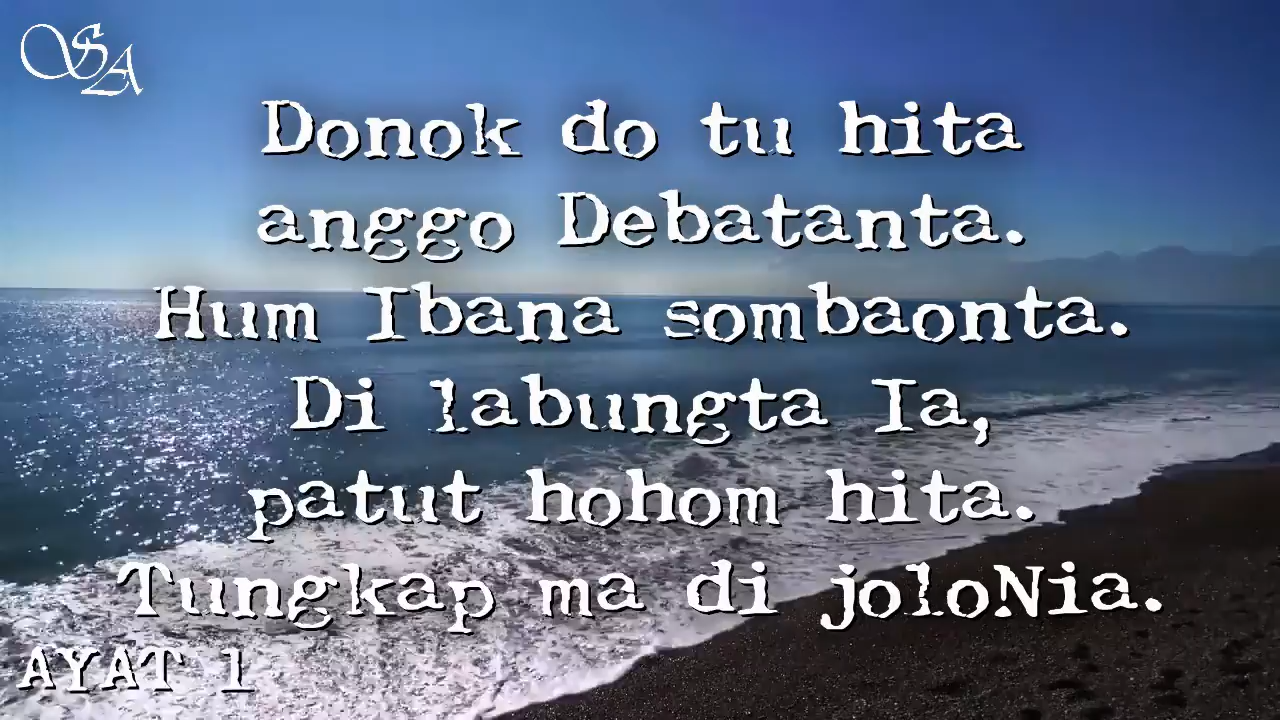 SA
Donok do tu hita
anggo Debatanta.
Hum Ibana sombaonta.
Di labungta Ia,
patut hohom hita.
Tungkap ma di joloNia.
AYAT 1